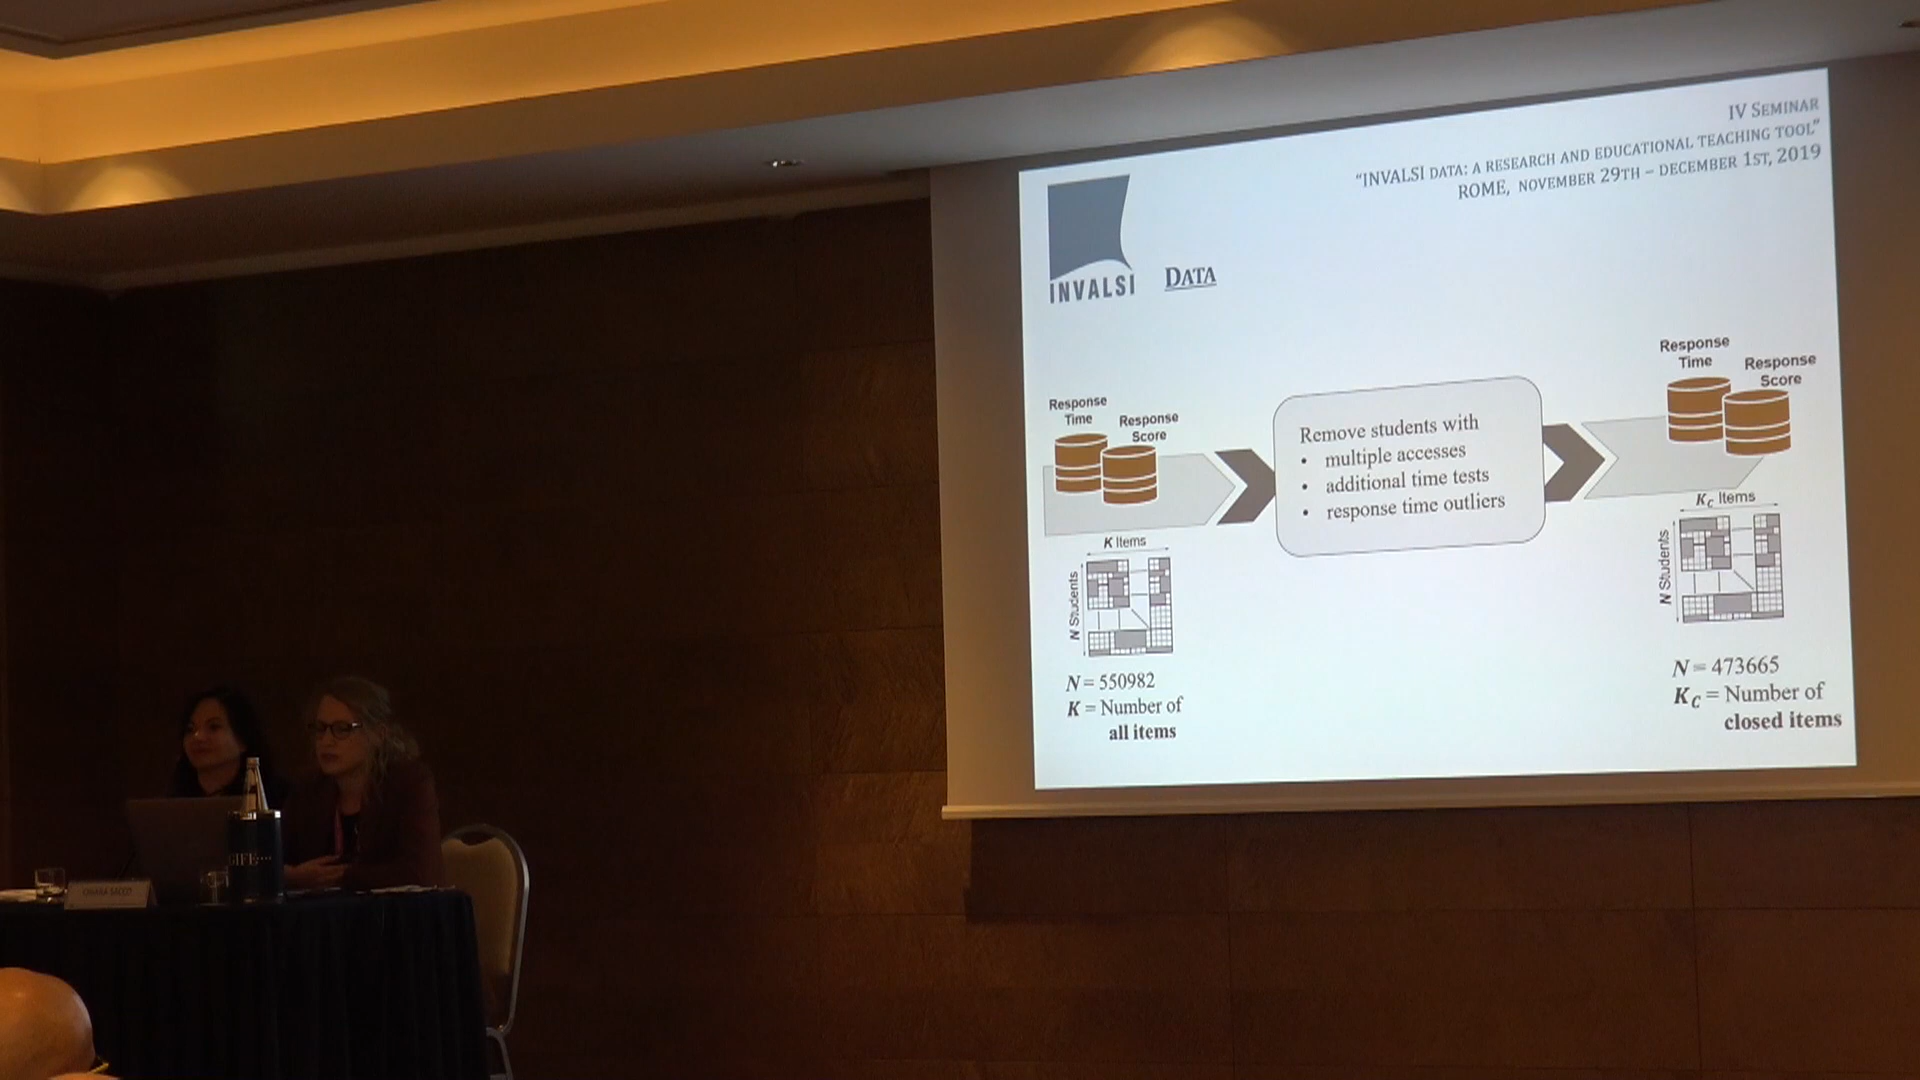 IV SEMINAR
“INVALSI DATA: A RESEARCH AND EDUCATIONAL TEACHING TOOL”
ROME, NOVEMBER 29TH – DECEMBER 1ST, 2019
INVALSI
DATA
Response
Time
Response
Score
K Items
N Students
N = 550982
K = Number of
all items
Remove students with
• multiple accesses
• additional time tests
• response time outliers
Response
Time
Response
Score
Kc Items
N Students
N = 473665
Kc = Number of
closed items